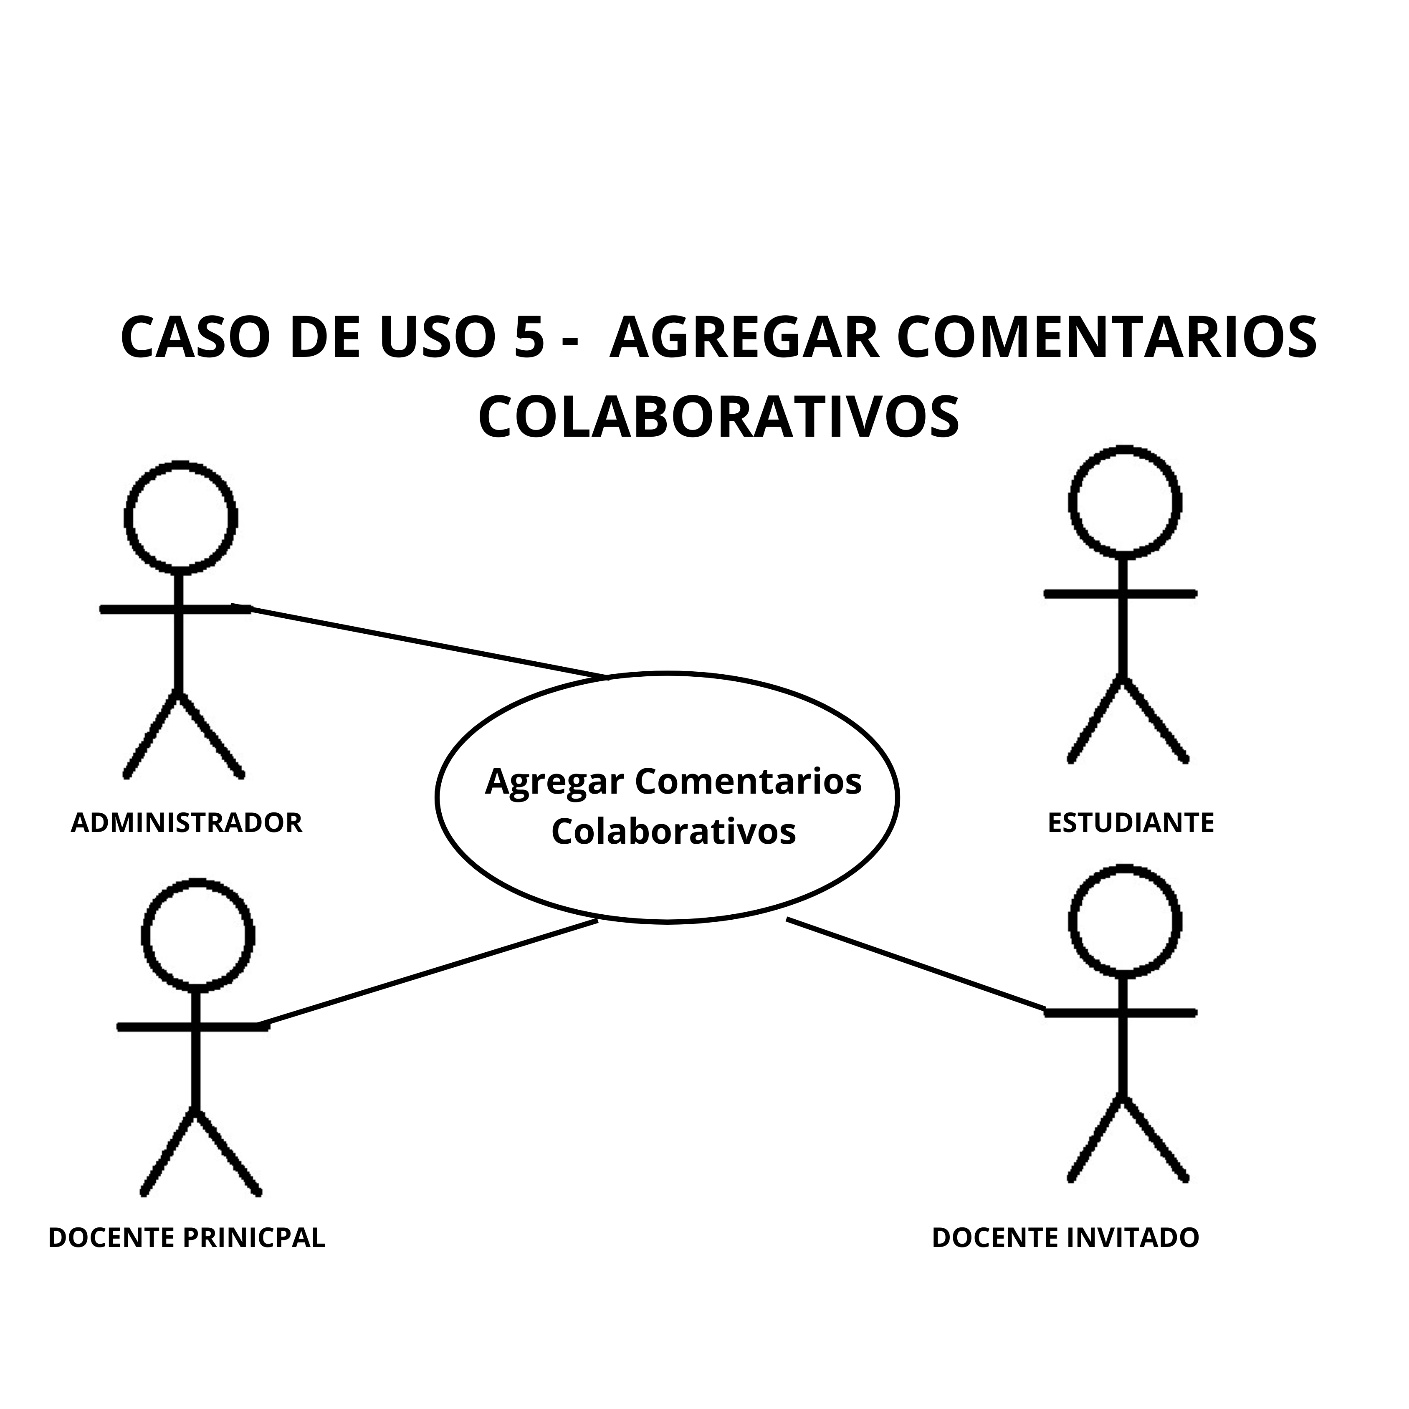 CASO DE USO 5 - AGREGAR COMENTARIOS
COLABORATIVOS
Agregar Comentarios
Colaborativos
ADMINISTRADOR
ESTUDIANTE
DOCENTE PRINICPAL
DOCENTE INVITADO